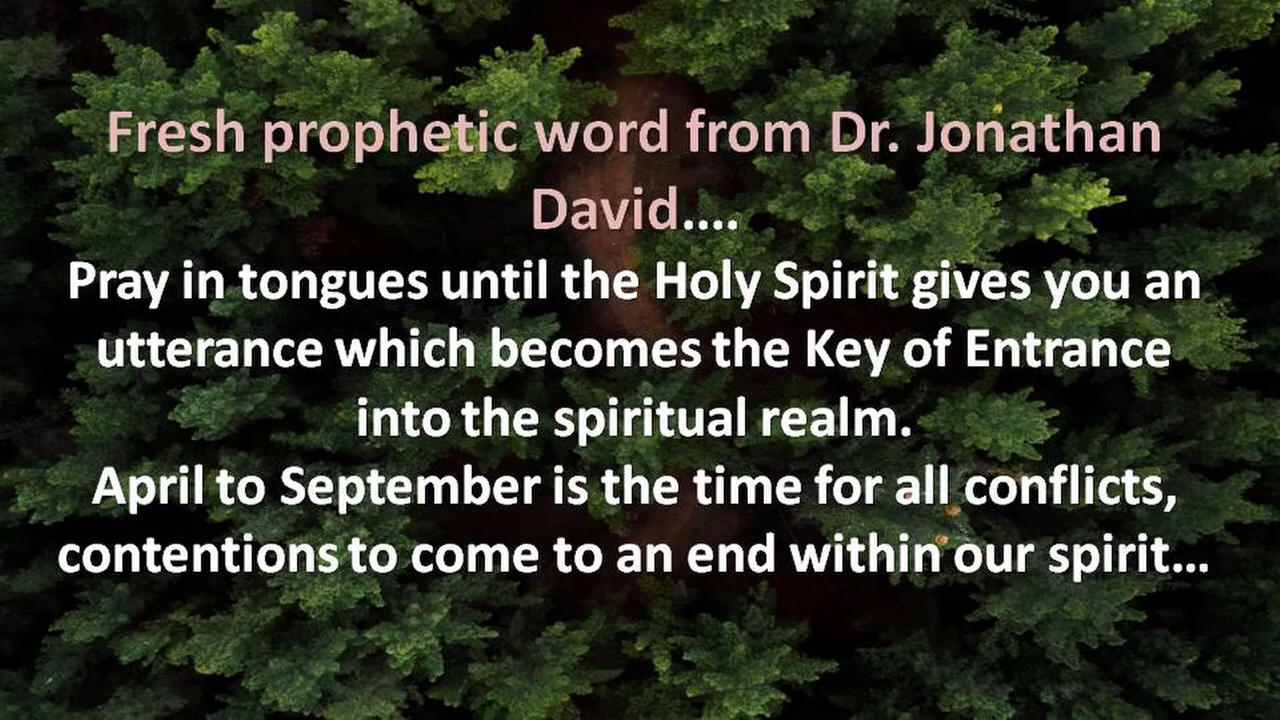 Fresh prophetic word from Dr. Jonathan
David....
Pray in tongues until the Holy Spirit gives you an
utterance which becomes the Key of Entrance
into the spiritual realm.
April to September is the time for all conflicts,
contentions to come to an end within our spirit...